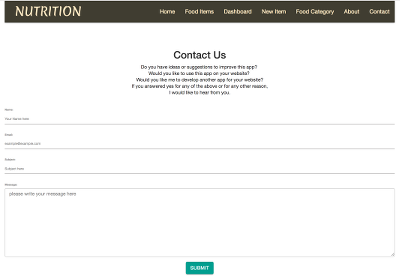 NUTRITION
Home Food Items Dashboard New Item Food Category About Contact
Contact Us
Do you have ideas or suggestions to improve this app?
Would you like to use this app on your website?
Would you like me to develop another app for your website?
If you answered yes for any of the above or for any other reason,
I would like to hear from you.
Name
Your Name here
Email
example@example.com
Subject
Subject here
Message
please write your message here
SUBMIT